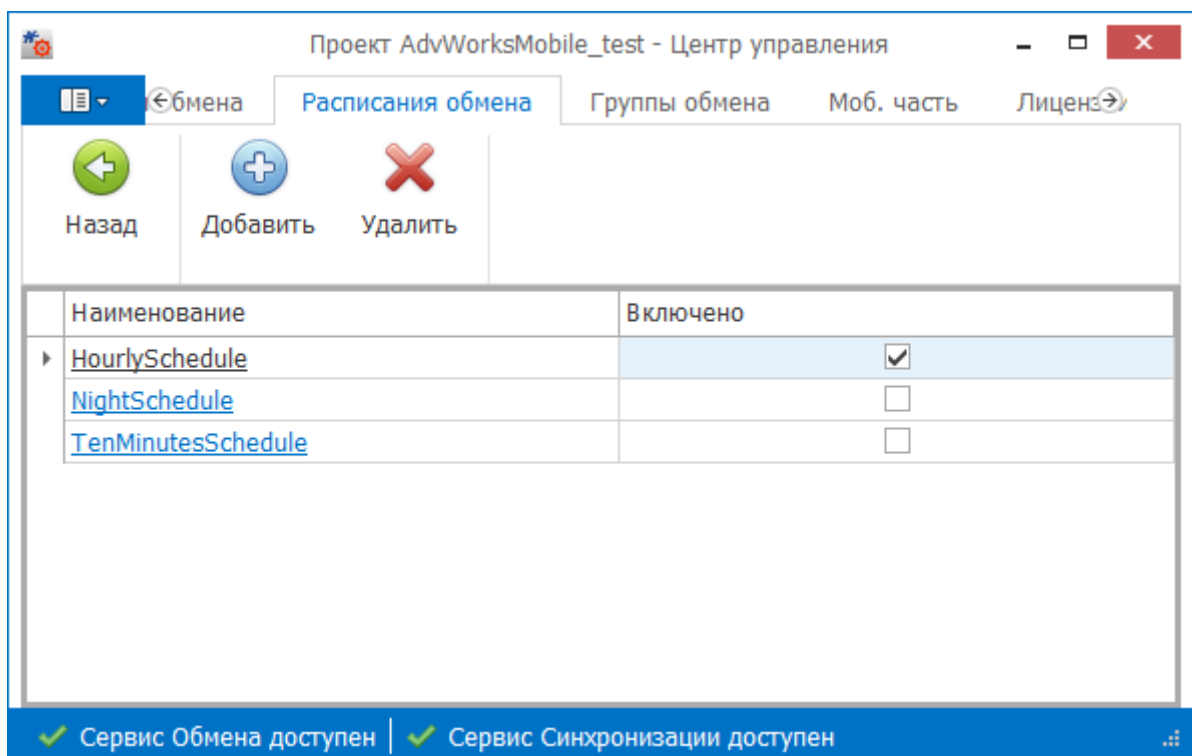 Проект AdvWorksMobile_test - Центр управления
бмена Расписания обмена Группы обмена Моб. часть Лиценз
Назад Добавить Удалить
Наименование Включено
HourlySchedule
NightSchedule
TenMinutesSchedule
Сервис Обмена доступен Сервис Синхронизации доступен